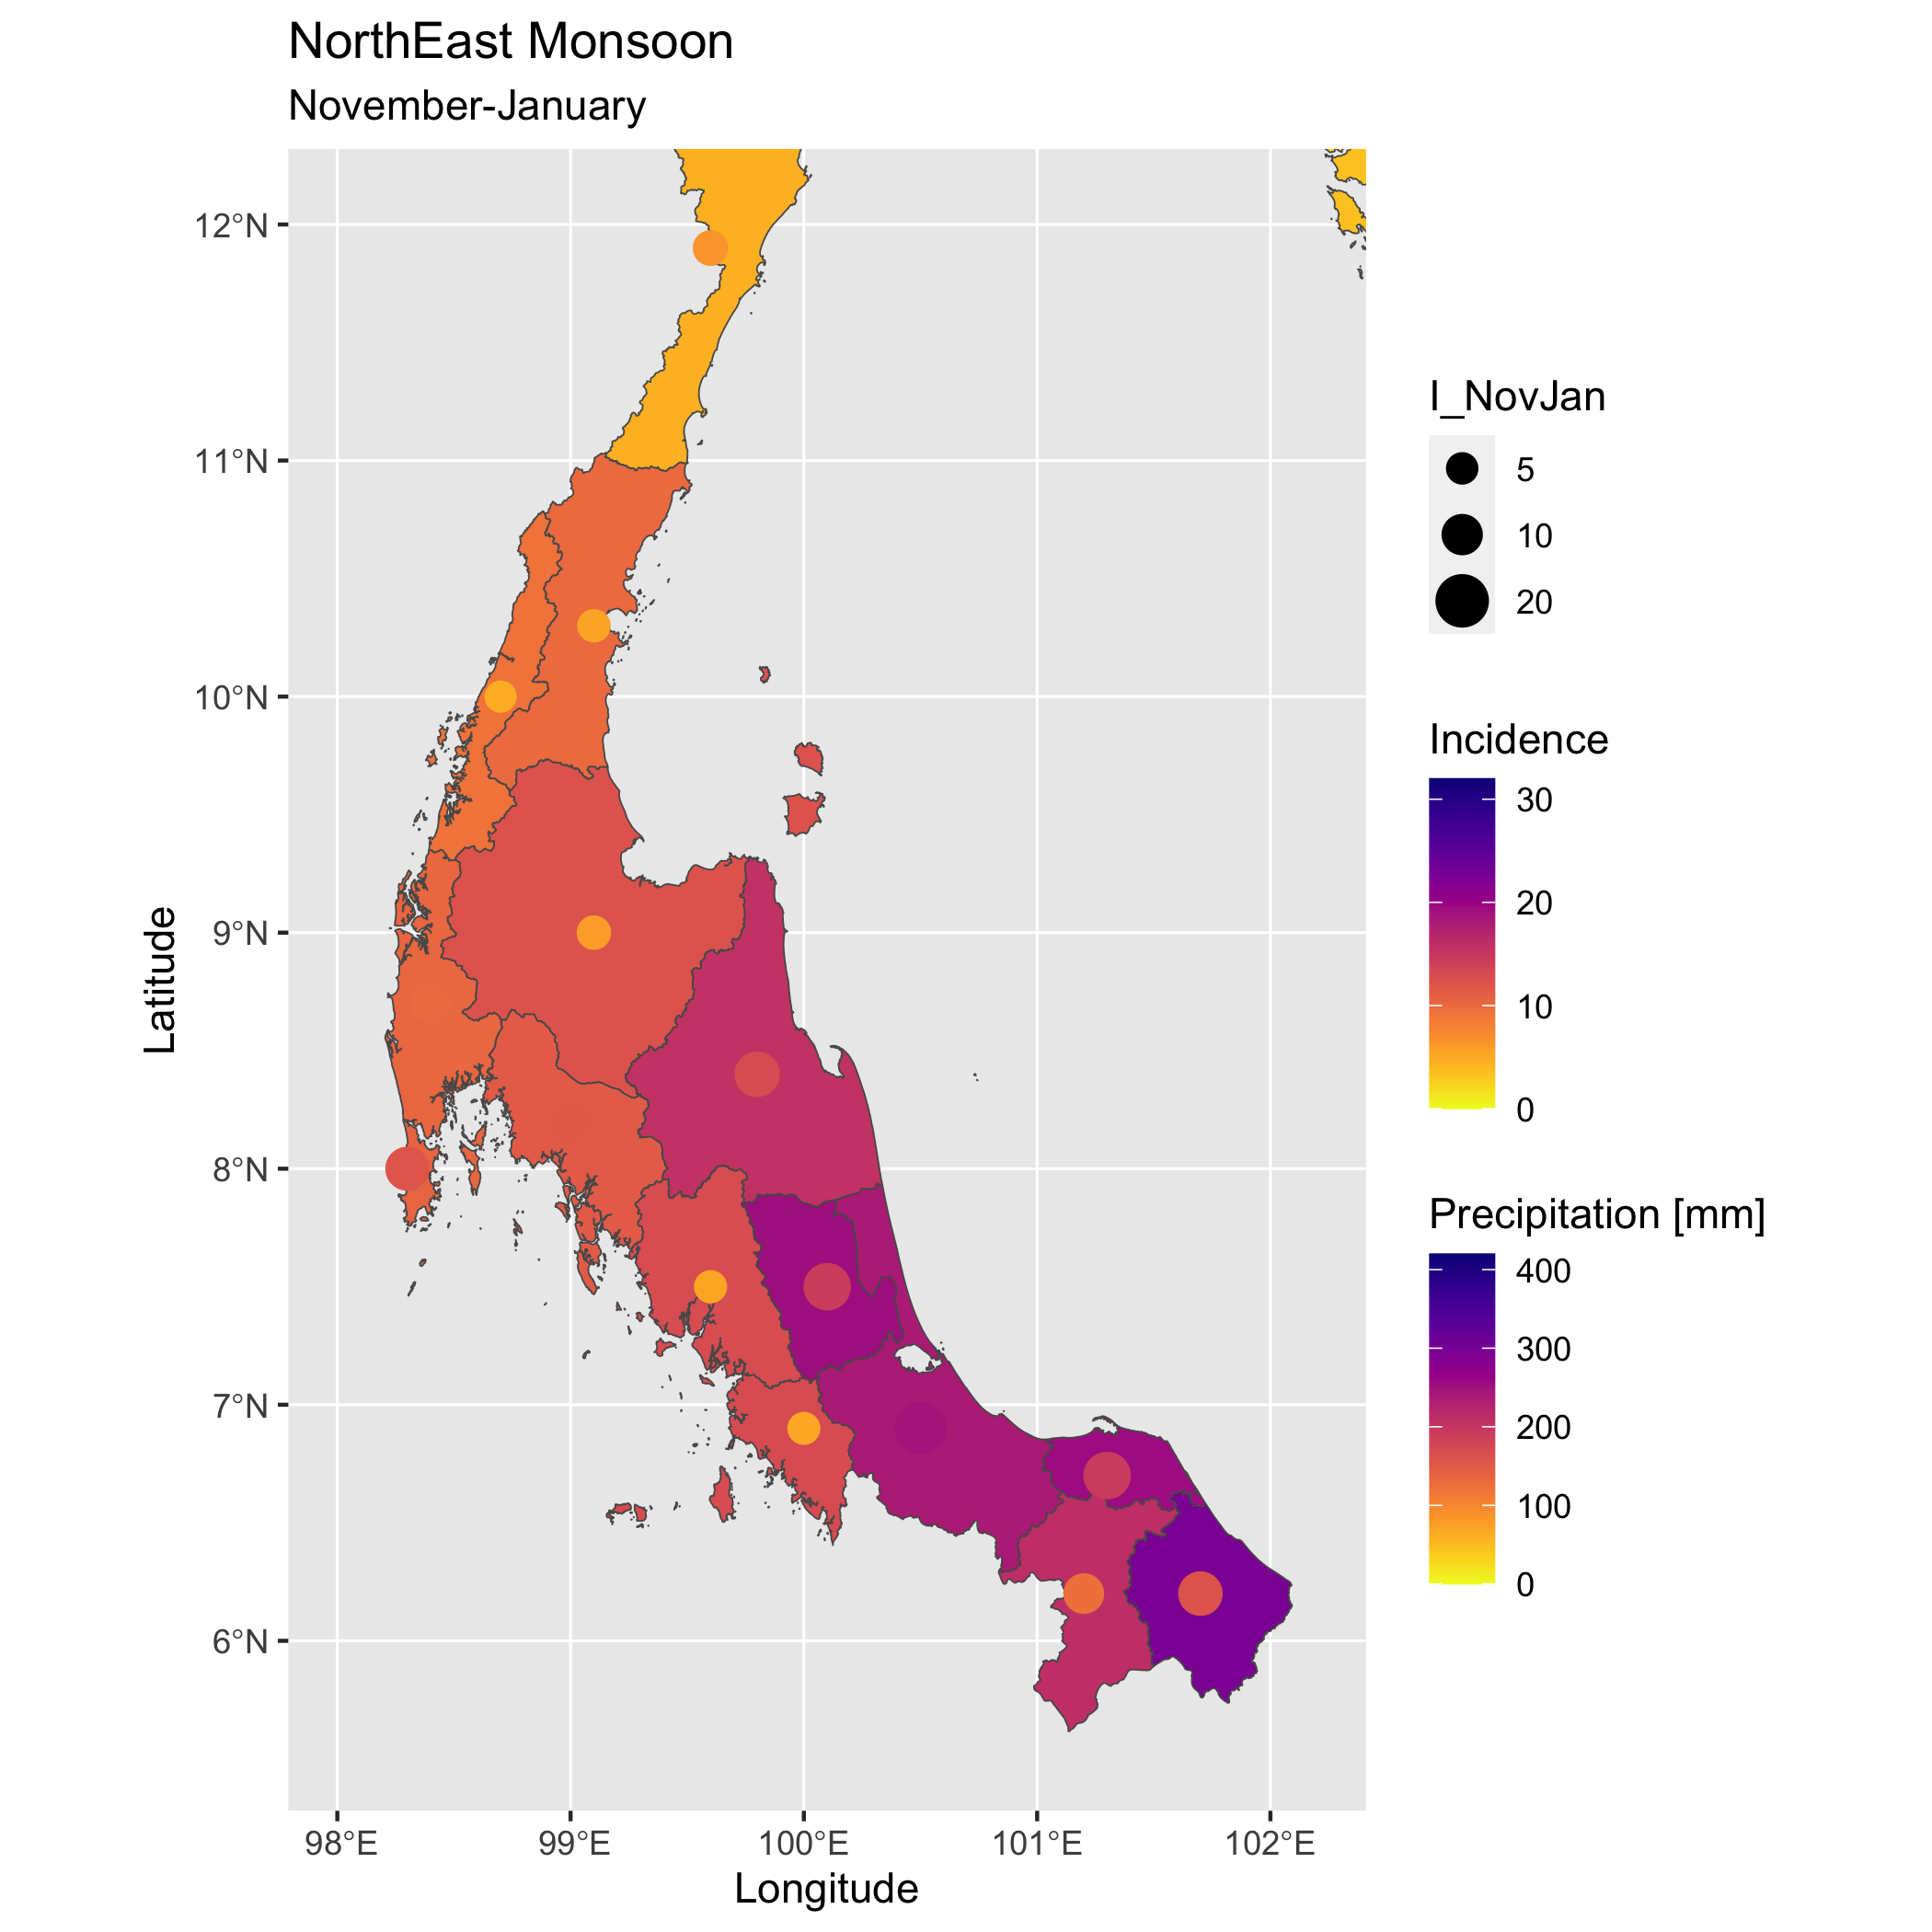 NorthEast Monsoon
November-January
12°N
11°N
10°N
9°N
8°N
7°N
6°N
98°E
99°E
100°E
101°E
102°E
Longitude
Latitude
I_NovJan
5
10
20
Incidence
30
20
10
0
Precipitation [mm]
400
300
200
100
0